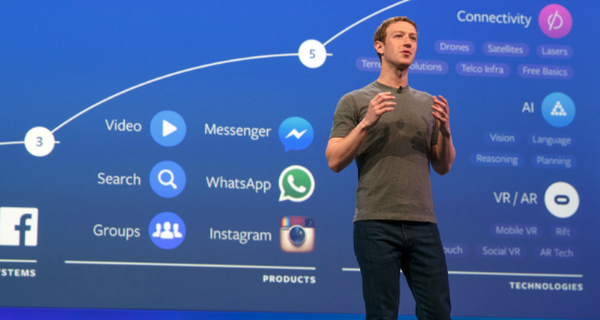 3
5
Video
Search
Groups
Messenger
WhatsApp
Instagram
Connectivity
Drones
Satellites
Lasers
Telco Infra
Free Basics
AI
Vision
Language
Reasoning
Planning
VR / AR
Mobile VR
Rift
Social VR
AR Tech
f
PRODUCTS
TECHNOLOGIES